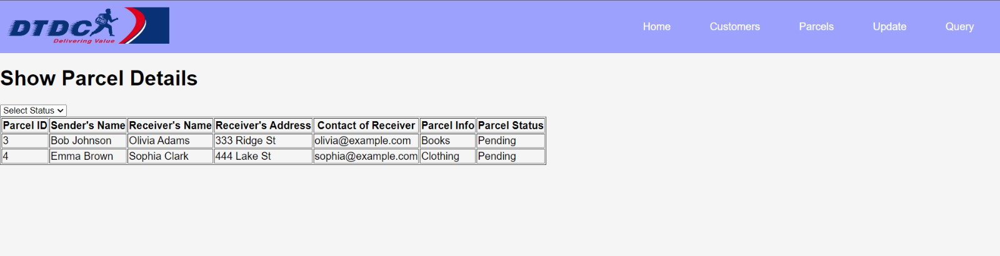 DTDC
DTDC
Delivering Value
Home Customers Parcels Update Query
Show Parcel Details
Select Status
Parcel ID Sender's Name Receiver's Name Receiver's Address Contact of Receiver Parcel Info Parcel Status
3 Bob Johnson Olivia Adams 333 Ridge St olivia@example.com Books Pending
4 Emma Brown Sophia Clark 444 Lake St sophia@example.com Clothing Pending